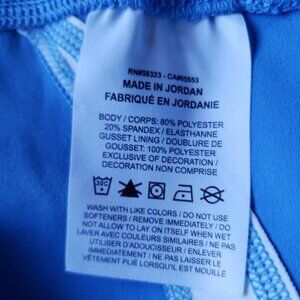 RN#56323 - CA#05553
MADE IN JORDAN
FABRIQUÉ EN JORDANIE
BODY / CORPS: 80% POLYESTER
20% SPANDEX / ÉLASTHANNE
GUSSET LINING / DOUBLURE DE
GOUSSET: 100% POLYESTER
EXCLUSIVE OF DECORATION /
DÉCORATION NON COMPRISE
30C
WASH WITH LIKE COLORS / DO NOT USE
SOFTENERS / REMOVE IMMEDIATELY / DO
NOT ALLOW TO LAY ON ITSELF WHEN WET
LAVER AVEC COULEURS SIMILAIRES / NE PAS
UTILISER D'ADOUCISSEUR / ENLEVER
IMMÉDIATEMENT / NE PAS LAISSER LE
VÊTEMENT PLIÉ LORSQU'IL EST MOUILLÉ